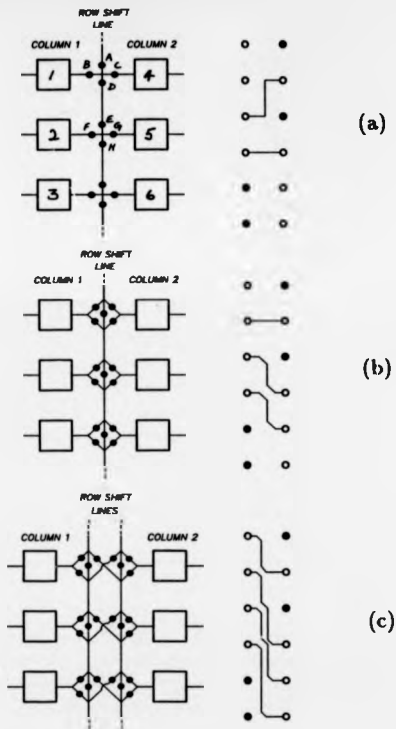 ROW SHIFT
LINE
COLUMN 1 COLUMN 2
A
B C
1 4
D
E
2 F G 5
H
3 6
(a)
ROW SHIFT
LINE
COLUMN 1 COLUMN 2
(b)
ROW SHIFT
LINES
COLUMN 1 COLUMN 2
(c)